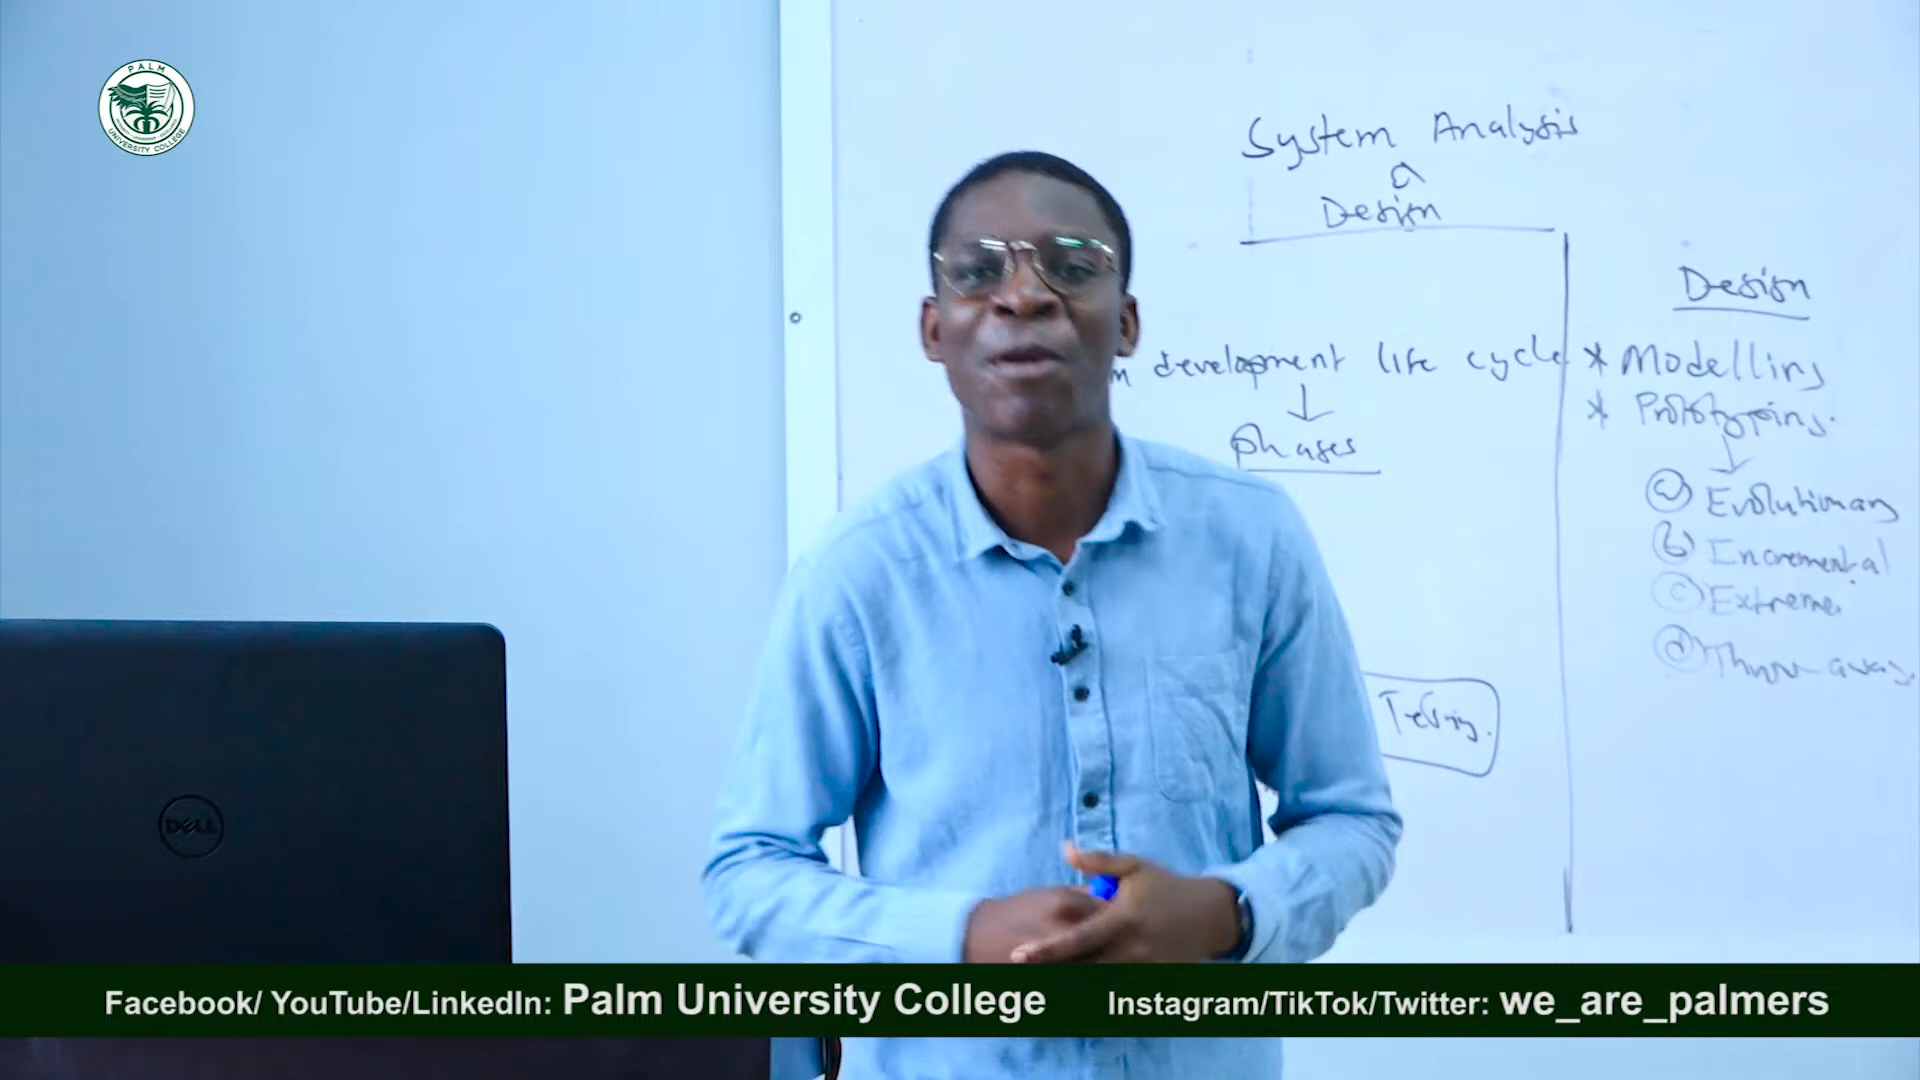 PALM
UNIVERSITY COLLEGE
System Analysis
&
Design
m development life cycle
phases
Testing.
Design
* Modelling
* Prototyping.
a Evolutionary
b Encremental
c Extreme
d Throw away
DELL
Facebook/ YouTube/LinkedIn: Palm University College
Instagram/TikTok/Twitter: we_are_palmers